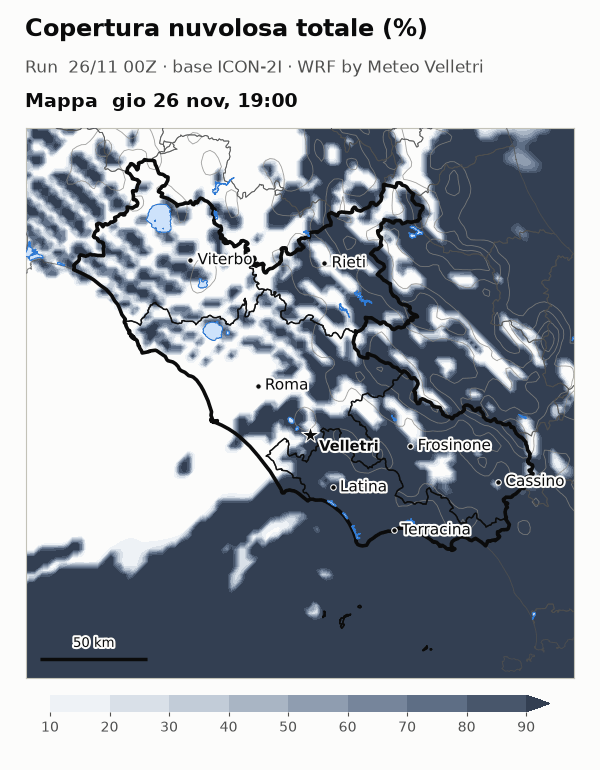 Copertura nuvolosa totale (%)
Run  26/11 00Z · base ICON-2I · WRF by Meteo Velletri
Mappa  gio 26 nov, 19:00
Viterbo
Rieti
Roma
Velletri
Frosinone
Latina
Cassino
Terracina
50 km
10 20 30 40 50 60 70 80 90